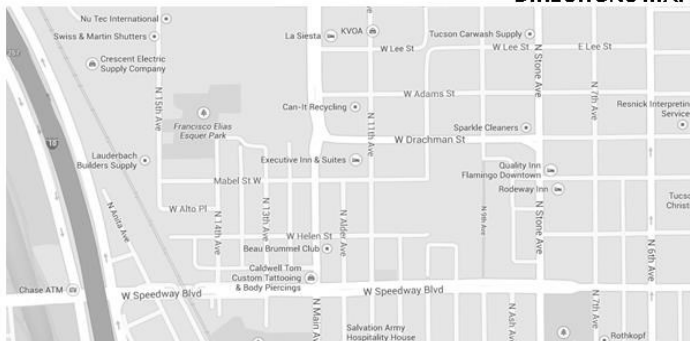 DIRECTIONS MAP
Nu Tec International
Swiss & Martin Shutters
Crescent Electric
Supply Company
La Siesta
KVOA
W Lee St
Tucson Carwash Supply
W Lee St
E Lee St
N Stone Ave
N 7th Ave
N 15th Ave
W Adams St
Resnick Interpreting
Service
Francisco Elias
Esquer Park
Can-It Recycling
N 11th Ave
Sparkle Cleaners
W Drachman St
Lauderbach
Builders Supply
Executive Inn & Suites
Quality Inn
Flamingo Downtown
Mabel St W
Rodeway Inn
Tucso
Christi
N Anita Ave
W Alto Pl
N 14th Ave
N 13th Ave
N Alder Ave
N 9th Ave
N Stone Ave
W Helen St
Beau Brummel Club
N 6th Ave
Caldwell Tom
Custom Tattooing
& Body Piercings
Chase ATM
W Speedway Blvd
W Speedway Blvd
N Main Av
N Ash Av
N 7th Ave
Salvation Army
Hospitality House
Rothkopf